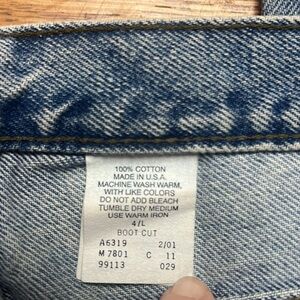 100% COTTON
MADE IN U.S.A.
MACHINE WASH WARM,
WITH LIKE COLORS
DO NOT ADD BLEACH
TUMBLE DRY MEDIUM
USE WARM IRON
4/L
BOOT CUT
A6319 2/01
M 7801 C 11
99113 029